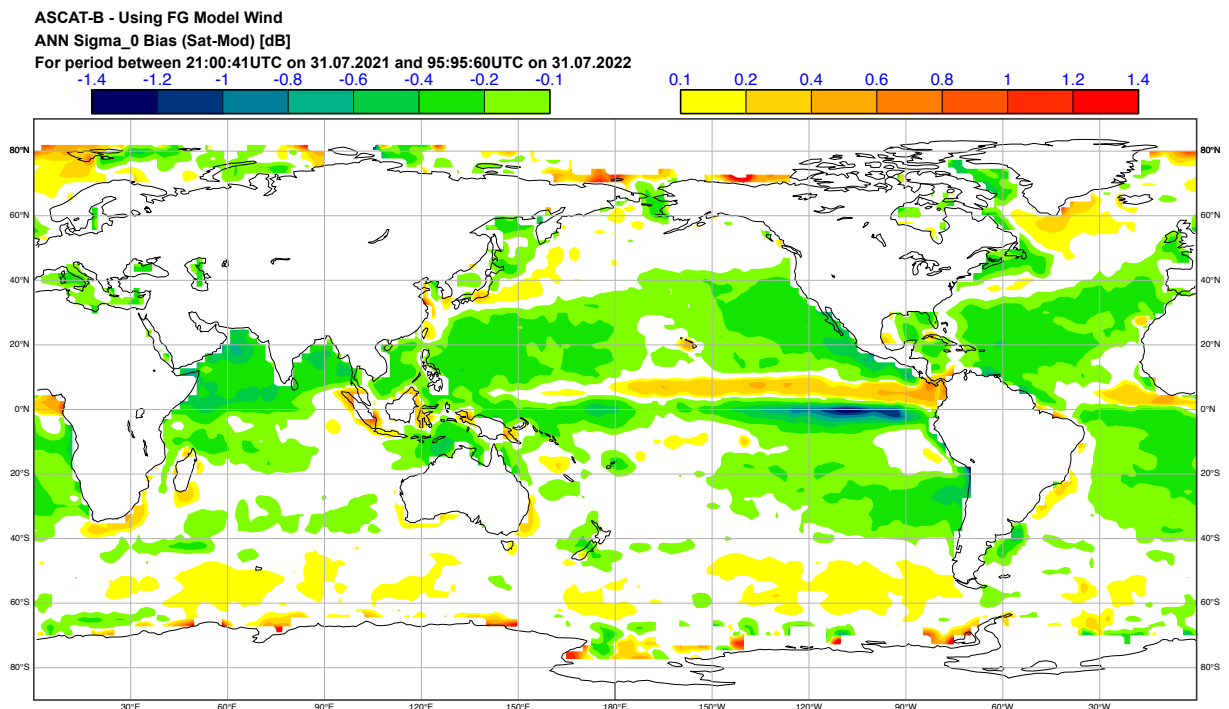 ASCAT-B - Using FG Model Wind
ANN Sigma_0 Bias (Sat-Mod) [dB]
For period between 21:00:41UTC on 31.07.2021 and 95:95:60UTC on 31.07.2022
-1.4 -1.2 -1 -0.8 -0.6 -0.4 -0.2 -0.1 0.1 0.2 0.4 0.6 0.8 1 1.2 1.4
80°N 80°N
60°N 60°N
40°N 40°N
20°N 20°N
0°N 0°N
20°S 20°S
40°S 40°S
60°S 60°S
80°S 80°S
30°E 60°E 90°E 120°E 150°E 180°E 150°W 120°W 90°W 60°W 30°W